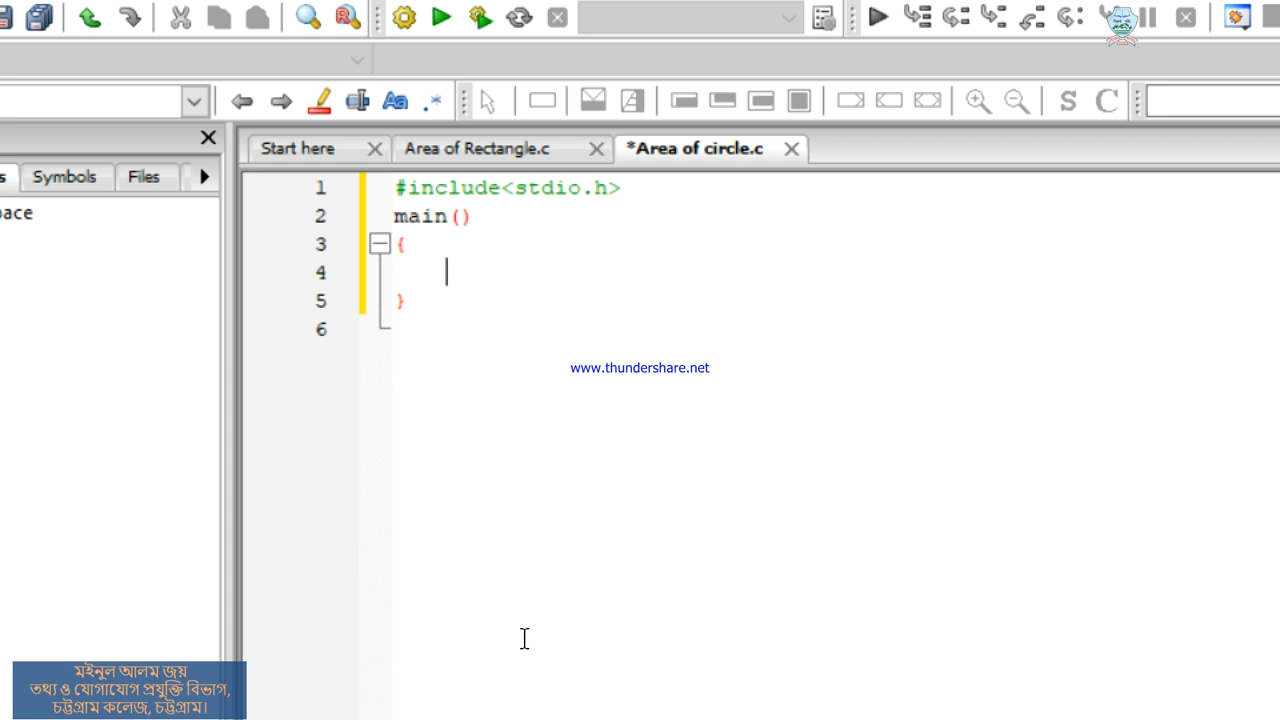 S C
Start here
Area of Rectangle.c
*Area of circle.c
Symbols
Files
1 #include<stdio.h>
2 main()
3 {
4
5 }
6
www.thundershare.net
মইনুল আলম জয়
তথ্য ও যোগাযোগ প্রযুক্তি বিভাগ,
চট্টগ্রাম কলেজ, চট্টগ্রাম।